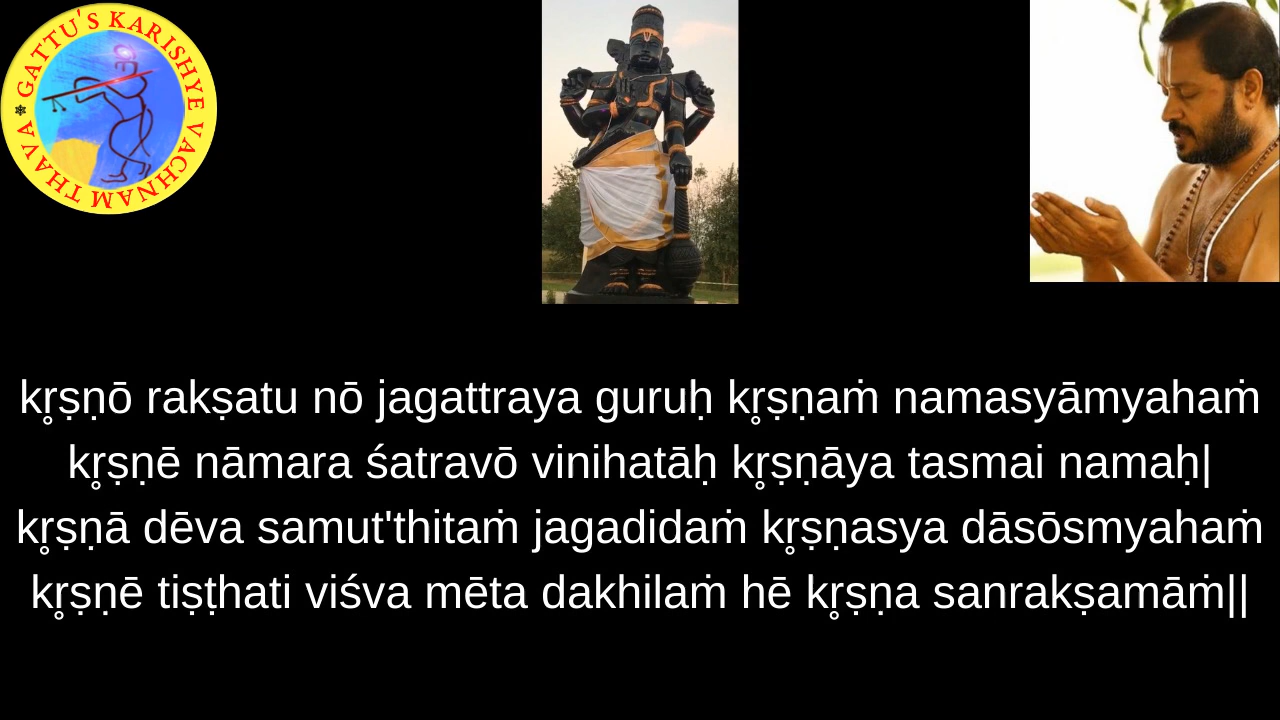 GATTU'S KARISHYE VACHNAM THAVA
kr̥ṣṇō rakṣatu nō jagattraya guruḥ kr̥ṣṇaṁ namasyāmyahaṁ
kr̥ṣṇē nāmara śatravō vinihatāḥ kr̥ṣṇāya tasmai namaḥ|
kr̥ṣṇā dēva samut'thitaṁ jagadidaṁ kr̥ṣṇasya dāsōsmyahaṁ
kr̥ṣṇē tiṣṭhati viśva mēta dakhilaṁ hē kr̥ṣṇa sanrakṣamāṁ||